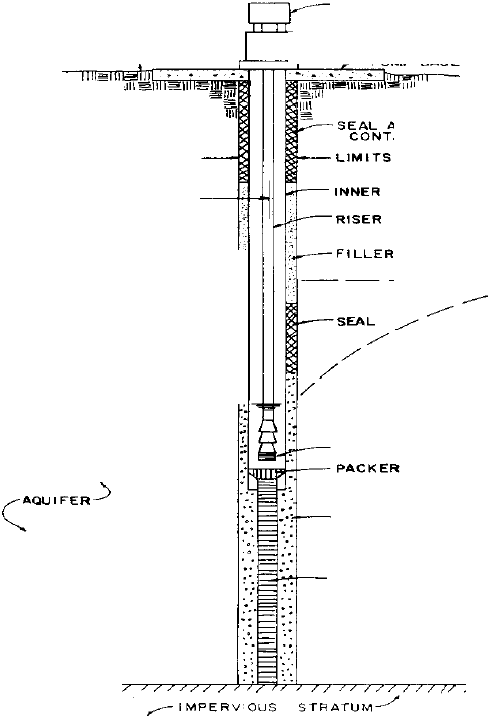 SEAL A
CONT.
LIMITS
INNER
RISER
FILLER
SEAL
PACKER
AQUIFER
IMPERVIOUS STRATUM